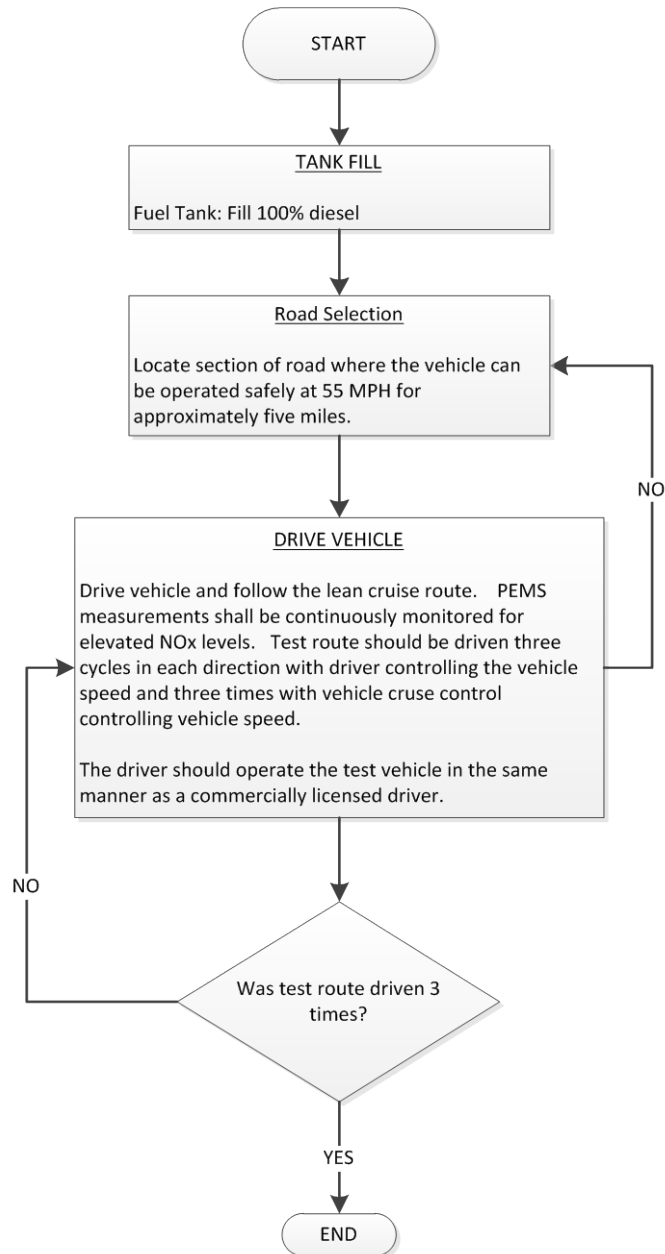 START
TANK FILL
Fuel Tank: Fill 100% diesel
Road Selection
Locate section of road where the vehicle can
be operated safely at 55 MPH for
approximately five miles.
NO
DRIVE VEHICLE
Drive vehicle and follow the lean cruise route. PEMS
measurements shall be continuously monitored for
elevated NOx levels. Test route should be driven three
cycles in each direction with driver controlling the vehicle
speed and three times with vehicle cruse control
controlling vehicle speed.
The driver should operate the test vehicle in the same
manner as a commercially licensed driver.
NO
Was test route driven 3
times?
YES
END